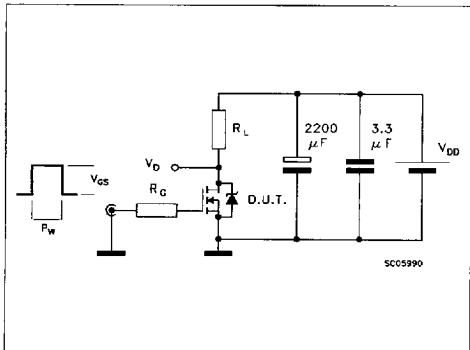 R_L
2200 μF
3.3 μF
V_DD
V_D
V_GS
R_G
D.U.T.
P_W
SC05990